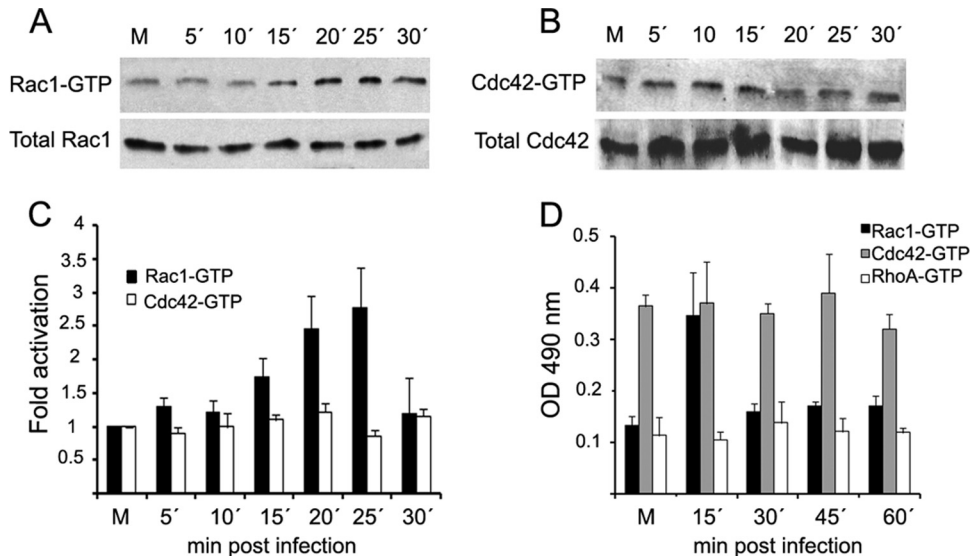 A
M 5´ 10´ 15´ 20´ 25´ 30´
Rac1-GTP
Total Rac1
B
M 5´ 10 15´ 20´ 25´ 30´
Cdc42-GTP
Total Cdc42
C
Fold activation
4
3.5
3
2.5
2
1.5
1
0.5
Rac1-GTP
Cdc42-GTP
M 5´ 10´ 15´ 20´ 25´ 30´
min post infection
D
OD 490 nm
0.5
0.4
0.3
0.2
0.1
Rac1-GTP
Cdc42-GTP
RhoA-GTP
M 15´ 30´ 45´ 60´
min post infection